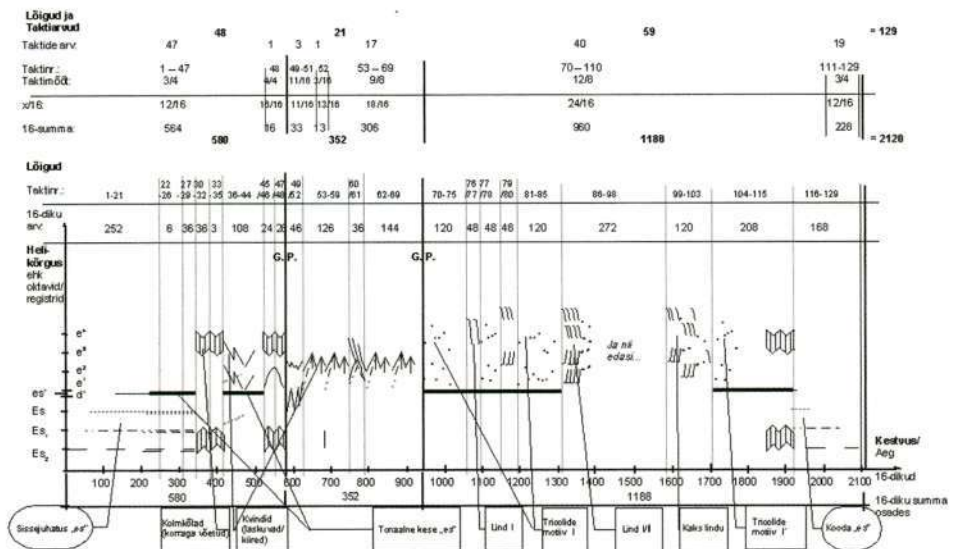 Lõigud ja
Taktiarvud
48 21 59 = 129
Taktide arv: 47 1 3 1 17 40 19
Taktinr.: 1 – 47 48 49-51 52 53 – 69 70 – 110 111-129
Taktimõõt: 3/4 4/4 11/16 9/8 12/8 3/4
x/16: 12/16 16/16 11/16 13/16 18/16 24/16 12/16
16-summa: 564 16 33 13 306 960 228
580 352 1188 = 2120
Lõigud
22 27 30 33 45 47 49 60 76 77 79
Taktinr.: 1-21 -26 -29 -32 -35 36-44 /46 /48 /52 53-59 /61 62-69 70-75 /77 /78 /80 81-85 86-98 99-103 104-115 116-129
16-diku
arv: 252 6 36 36 3 108 24 28 46 126 36 144 120 48 48 48 120 272 120 208 168
Heli-
kõrgus
ehk
oktavid/
registrid
G. P. G. P.
e⁴
e³
e²
e'
es'
d'
Es
Es,
Es₂
Ja nii
edasi...
Kestvus/
Aeg
0 100 200 300 400 500 600 700 800 900 1000 1100 1200 1300 1400 1500 1600 1700 1800 1900 2000 2100
16-dikud
580 352 1188
16-diku summa
osades
Sissejuhatus „es"
Kolmkõlad
(korraga võetud)
Kvindid
(laskuvad/
kiired)
Tonaalne kese „es"
Lind I
Trioolide
motiiv I
Lind I/II
Kaks lindu
Trioolide
motiiv I'
Kooda „es"